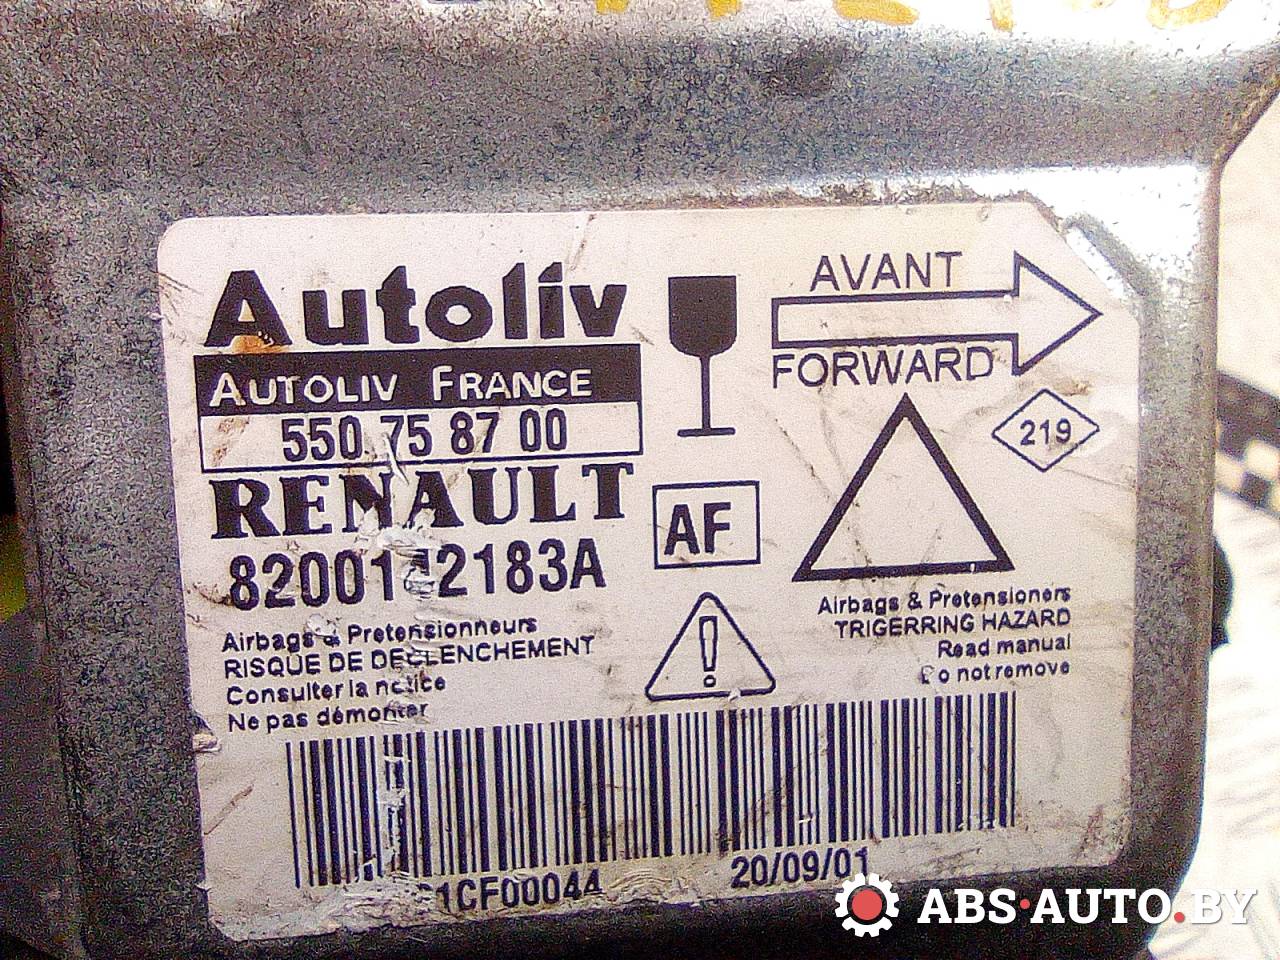 Autoliv
AUTOLIV FRANCE
550 75 87 00
RENAULT
AVANT
FORWARD
219
AF
Airbags & Pretensionneurs
RISQUE DE DECLENCHEMENT
Consulter la notice
Ne pas démonter
Airbags & Pretensioners
TRIGERRING HAZARD
Read manual
Do not remove
20/09/01
ABS·AUTO.BY